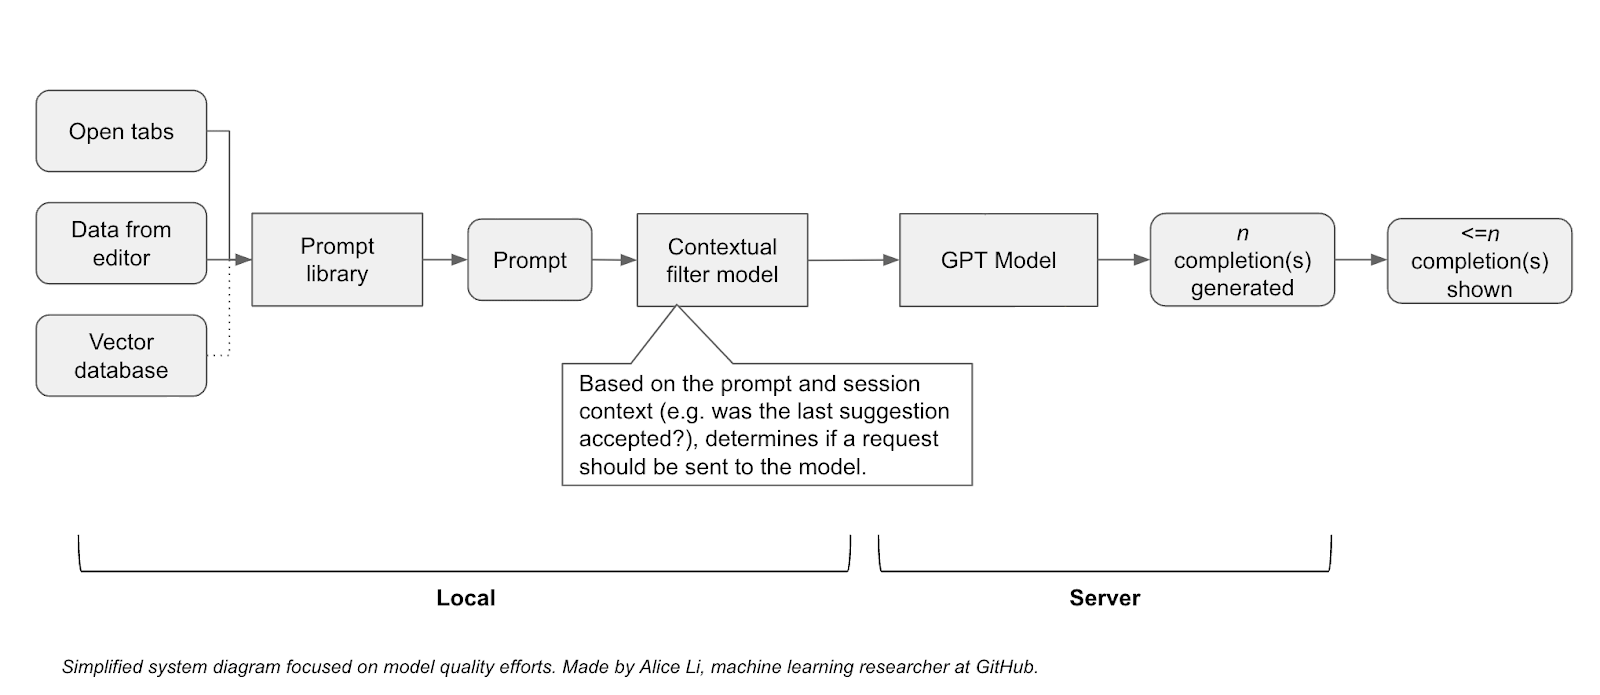 Open tabs
Data from
editor
Vector
database
Prompt
library
Prompt
Contextual
filter model
GPT Model
n
completion(s)
generated
<=n
completion(s)
shown
Based on the prompt and session
context (e.g. was the last suggestion
accepted?), determines if a request
should be sent to the model.
Local
Server
Simplified system diagram focused on model quality efforts. Made by Alice Li, machine learning researcher at GitHub.